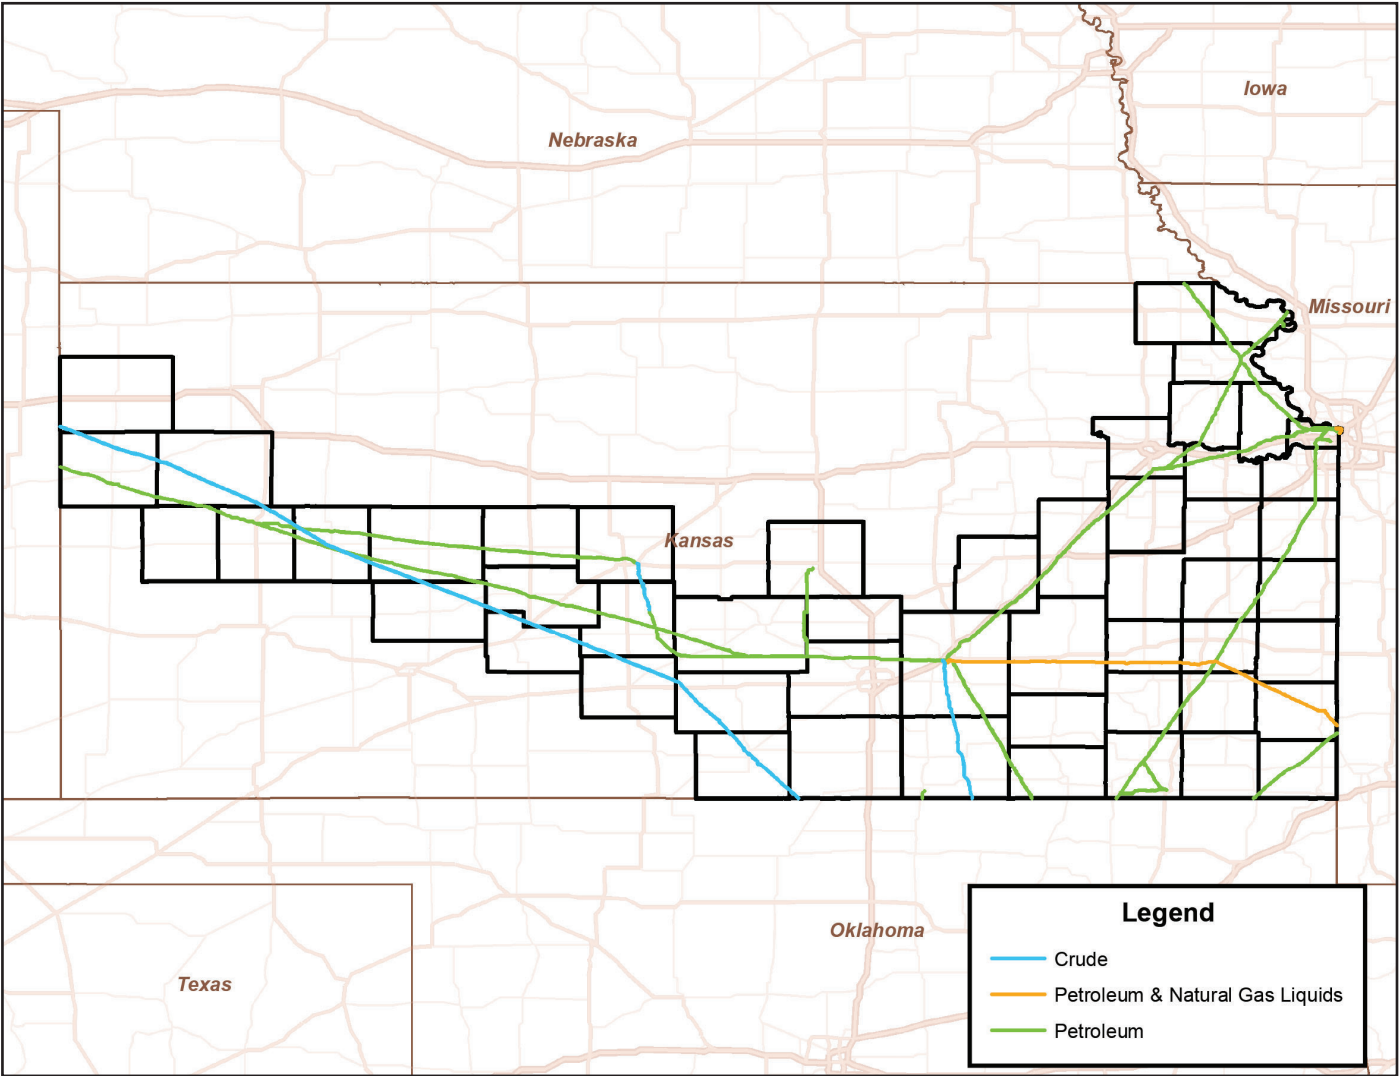 Iowa
Nebraska
Missouri
Kansas
Oklahoma
Texas
Legend
Crude
Petroleum & Natural Gas Liquids
Petroleum